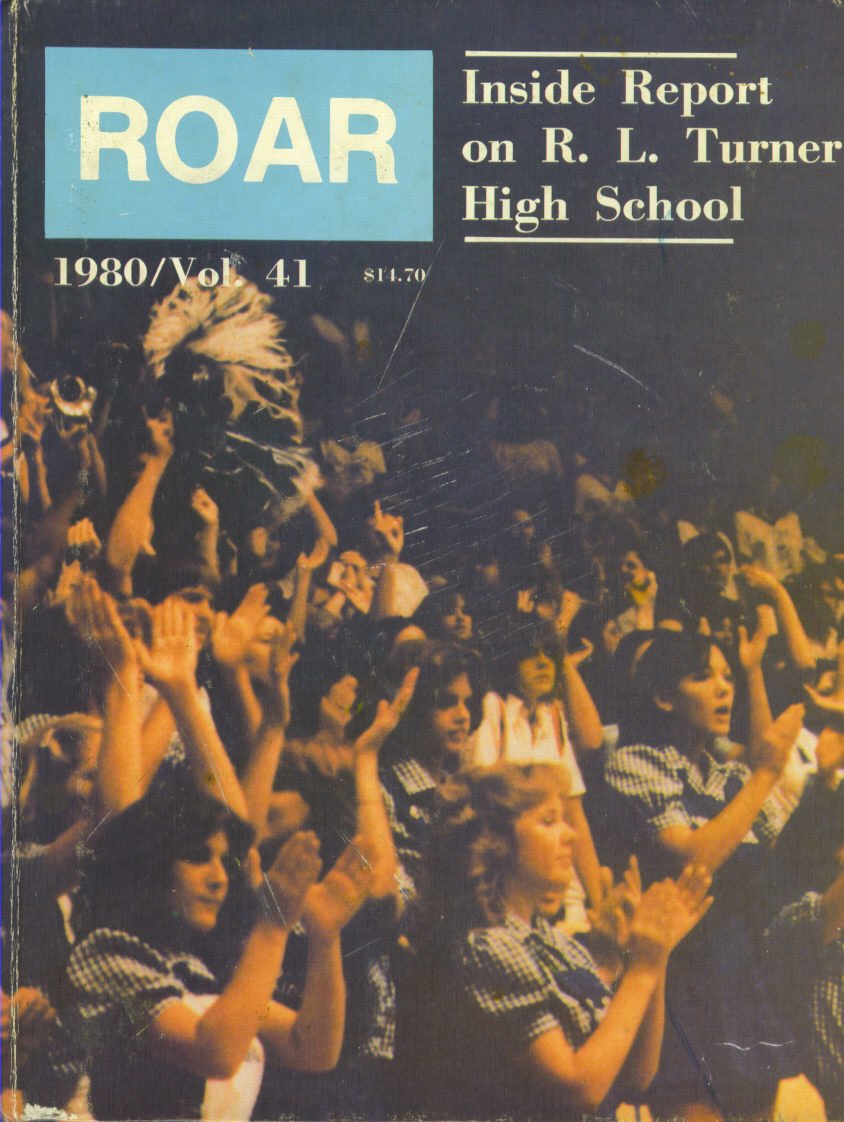 ROAR
Inside Report
on R. L. Turner
High School
1980/Vol. 41
$14.70